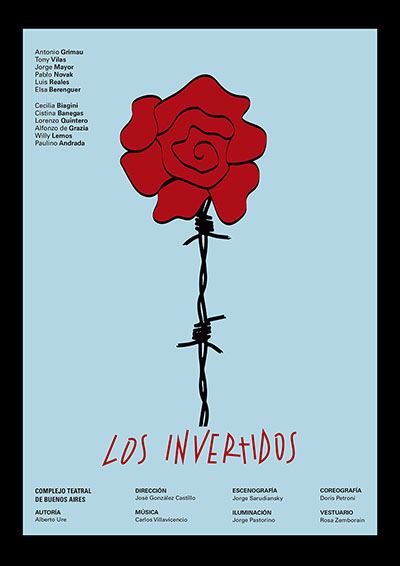 Antonio Grimau
Tony Vilas
Jorge Mayor
Pablo Novak
Luis Reales
Elsa Berenguer
Cecilia Biagini
Cistina Banegas
Lorenzo Quintero
Alfonzo de Grazia
Willy Lemos
Paulino Andrada
LOS INVERTIDOS
COMPLEJO TEATRAL
DE BUENOS AIRES
DIRECCIÓN
José González Castillo
ESCENOGRAFÍA
Jorge Sarudiansky
COREOGRAFÍA
Doris Petroni
AUTORÍA
Alberto Ure
MÚSICA
Carlos Villavicencio
ILUMINACIÓN
Jorge Pastorino
VESTUARIO
Rosa Zemborain